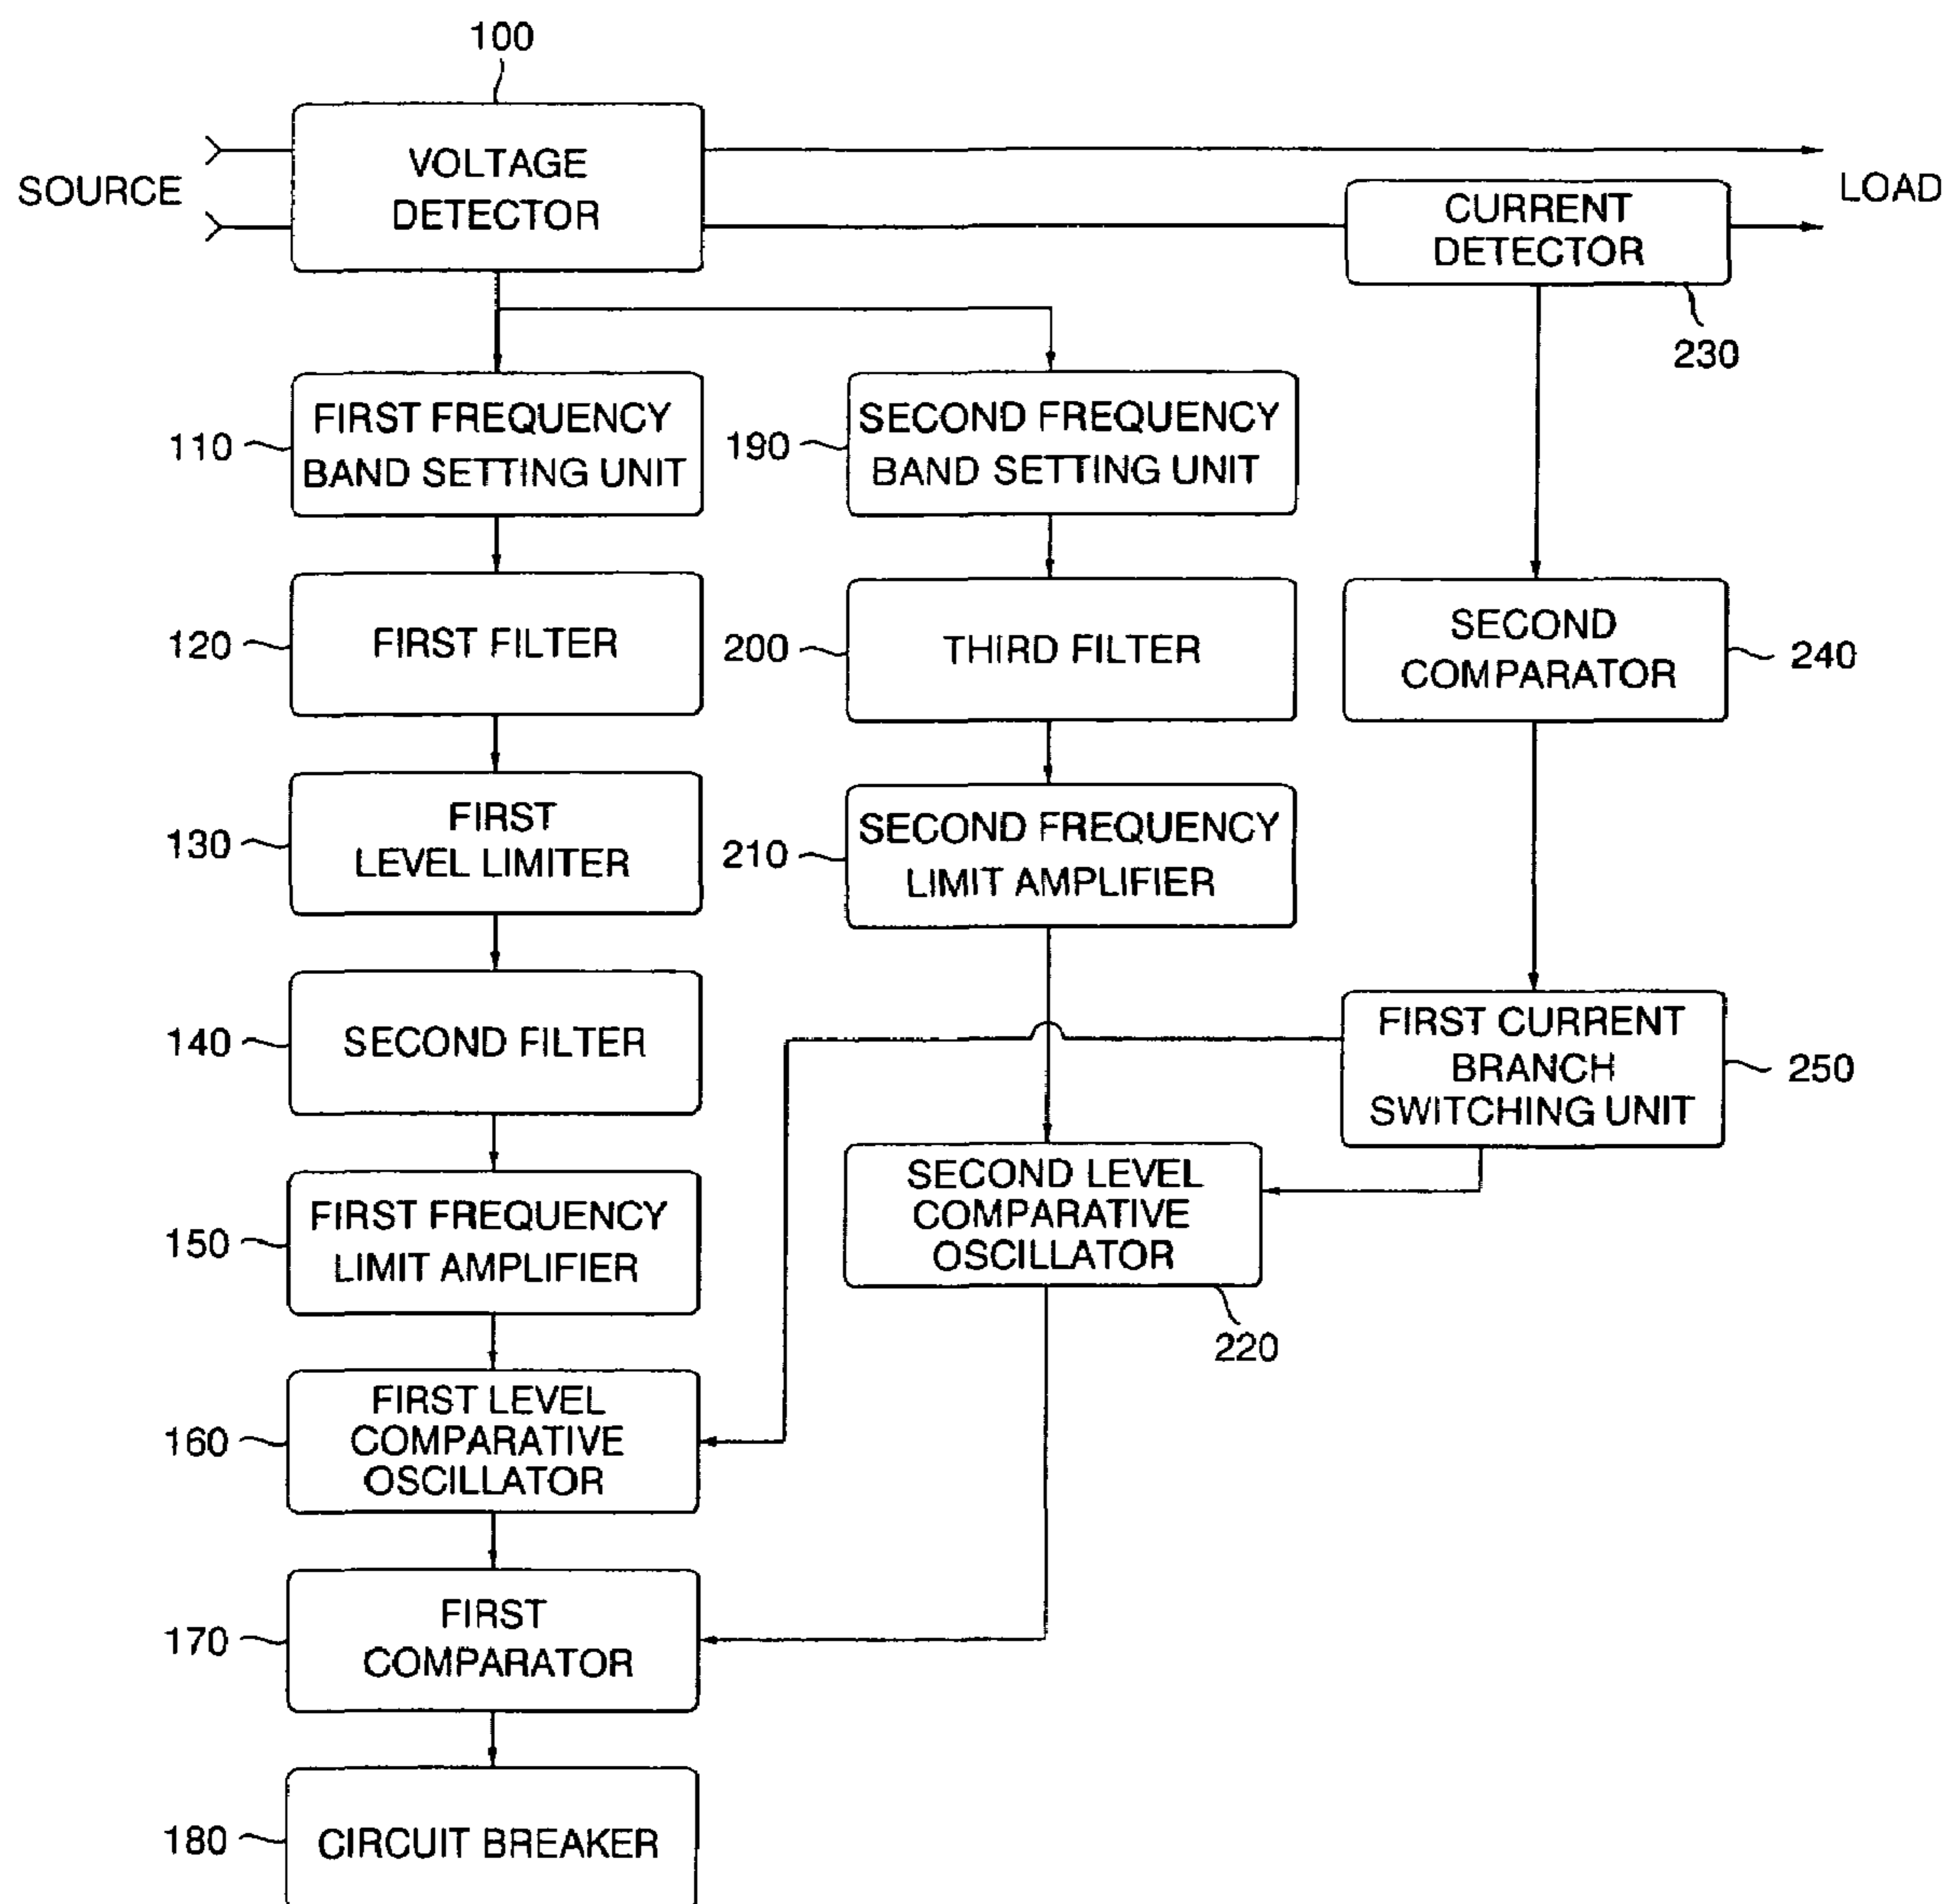 100
SOURCE
VOLTAGE
DETECTOR
CURRENT
DETECTOR
LOAD
230
110
FIRST FREQUENCY
BAND SETTING UNIT
190
SECOND FREQUENCY
BAND SETTING UNIT
120
FIRST FILTER
200
THIRD FILTER
SECOND
COMPARATOR
240
130
FIRST
LEVEL LIMITER
210
SECOND FREQUENCY
LIMIT AMPLIFIER
140
SECOND FILTER
FIRST CURRENT
BRANCH
SWITCHING UNIT
250
150
FIRST FREQUENCY
LIMIT AMPLIFIER
SECOND LEVEL
COMPARATIVE
OSCILLATOR
220
160
FIRST LEVEL
COMPARATIVE
OSCILLATOR
170
FIRST
COMPARATOR
180
CIRCUIT BREAKER